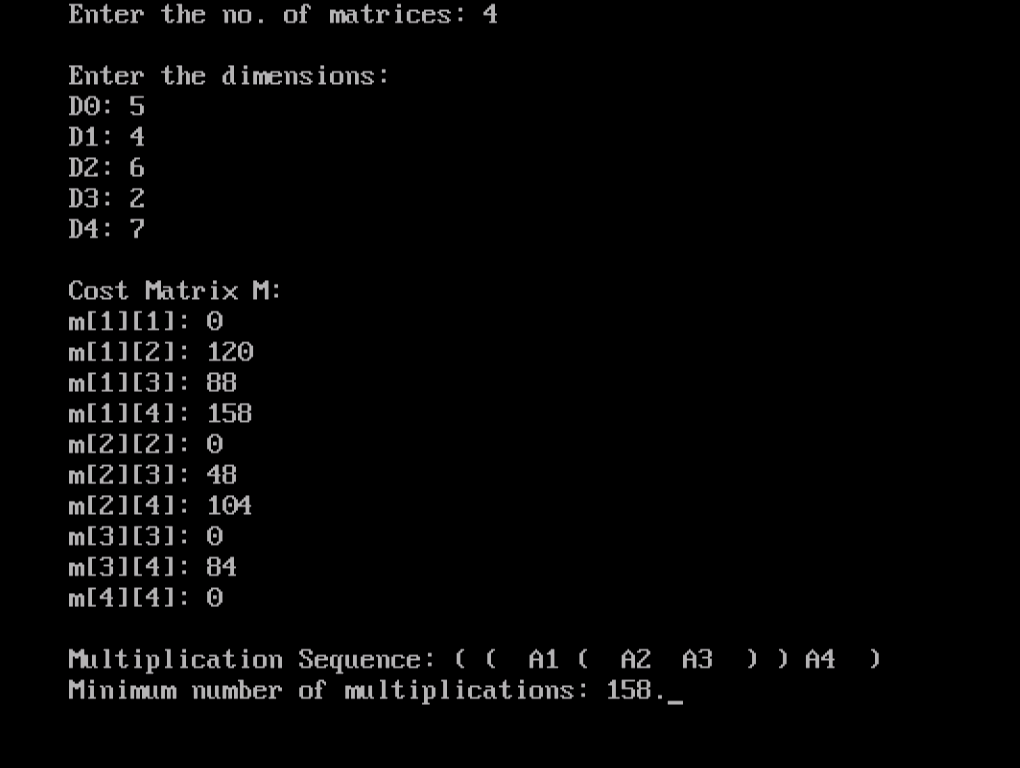 Enter the no. of matrices: 4
Enter the dimensions:
D0: 5
D1: 4
D2: 6
D3: 2
D4: 7
Cost Matrix M:
m[1][1]: 0
m[1][2]: 120
m[1][3]: 88
m[1][4]: 158
m[2][2]: 0
m[2][3]: 48
m[2][4]: 104
m[3][3]: 0
m[3][4]: 84
m[4][4]: 0
Multiplication Sequence: ( (  A1 (  A2  A3  ) ) A4  )
Minimum number of multiplications: 158._